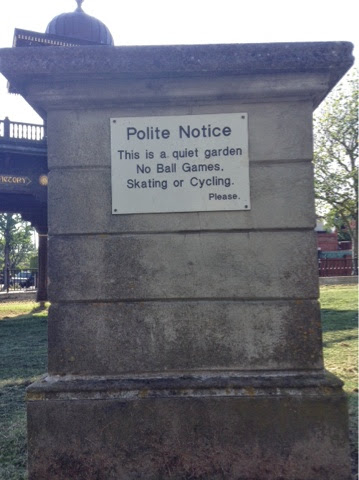 Polite Notice
This is a quiet garden
No Ball Games.
Skating or Cycling.
Please.